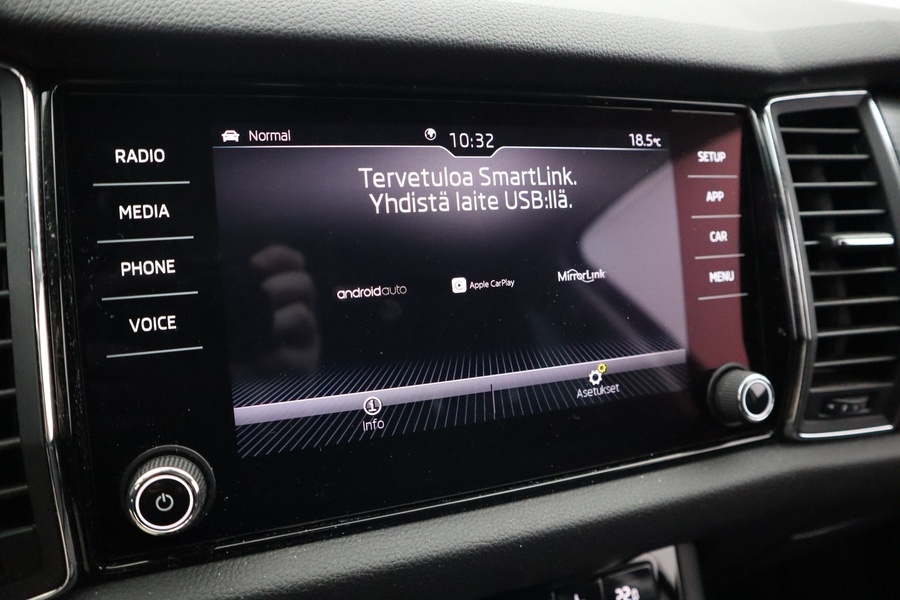 RADIO
MEDIA
PHONE
VOICE
Normal
10:32
18.5°C
Tervetuloa SmartLink.
Yhdistä laite USB:llä.
androidauto
Apple CarPlay
MirrorLink
Info
Asetukset
SETUP
APP
CAR
MENU